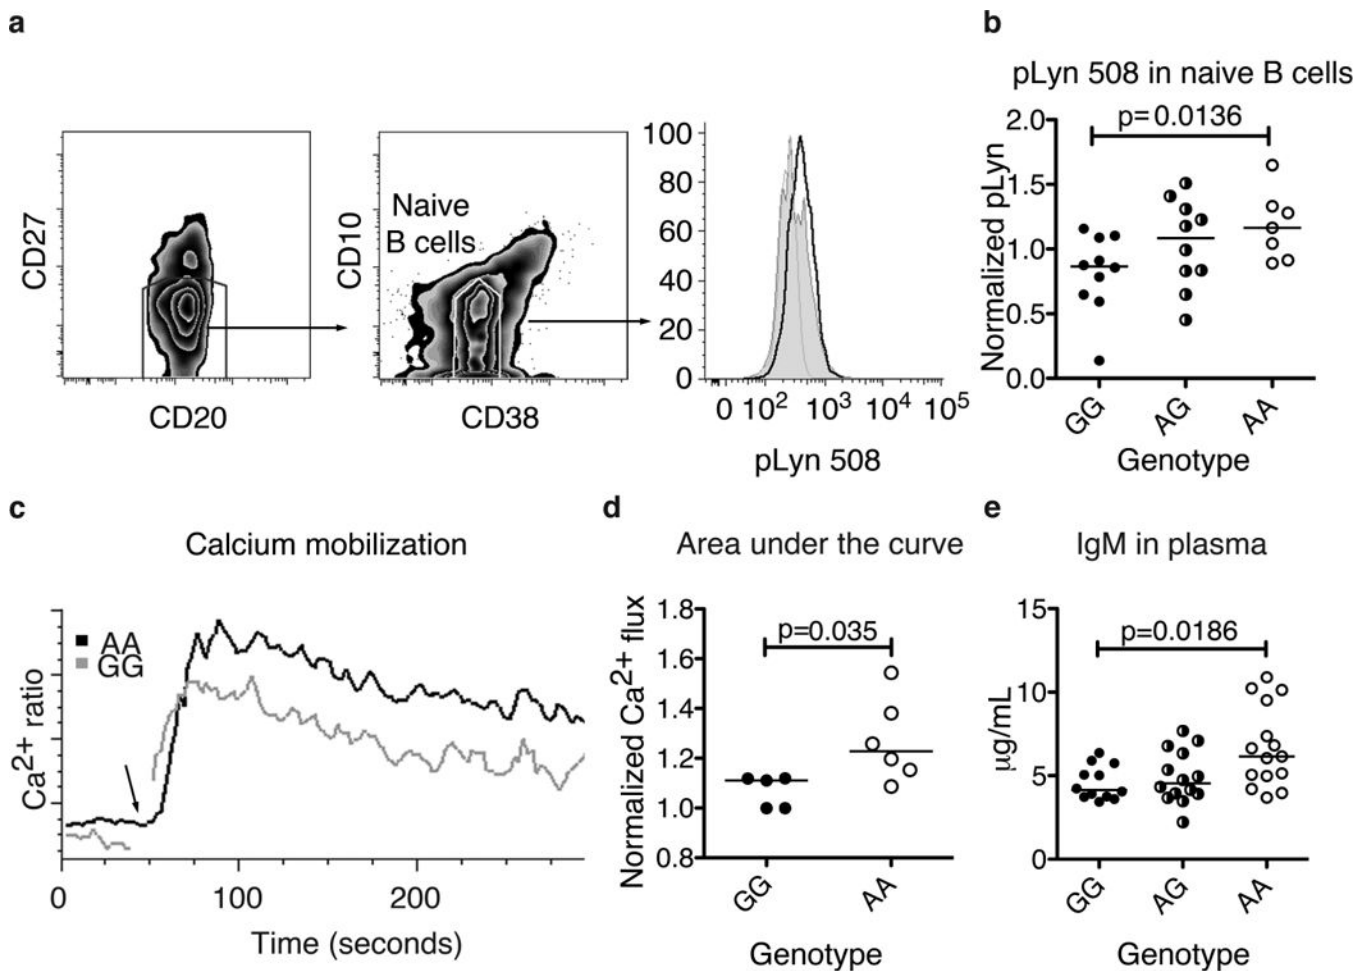 a
CD27
CD20
Naive
B cells
CD10
CD38
100
80
60
40
20
0
0 10² 10³ 10⁴ 10⁵
pLyn 508
b
pLyn 508 in naive B cells
p= 0.0136
Normalized pLyn
2.0
1.5
1.0
0.5
0.0
GG AG AA
Genotype
c
Calcium mobilization
AA
GG
Ca²⁺ ratio
0 100 200
Time (seconds)
d
Area under the curve
p=0.035
Normalized Ca²⁺ flux
1.8
1.6
1.4
1.2
1.0
0.8
GG AA
Genotype
e
IgM in plasma
p=0.0186
µg/mL
15
10
5
0
GG AG AA
Genotype